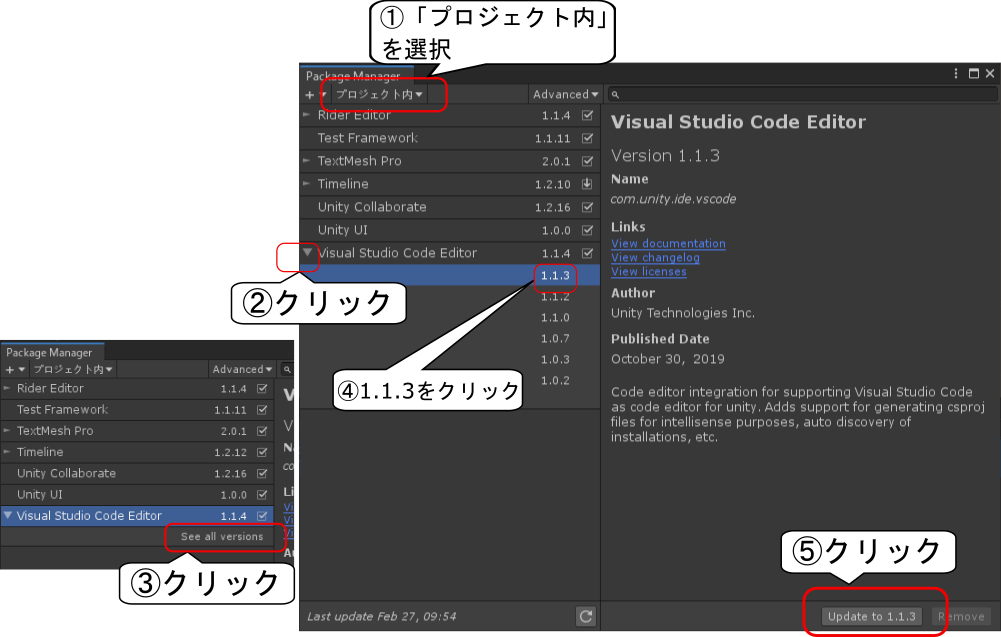 ①「プロジェクト内」
を選択
Package Manager
+ ▾ プロジェクト内▾
Advanced▾
Rider Editor 1.1.4
Test Framework 1.1.11
TextMesh Pro 2.0.1
Timeline 1.2.10
Unity Collaborate 1.2.16
Unity UI 1.0.0
Visual Studio Code Editor 1.1.4
1.1.3
1.1.2
1.1.0
1.0.7
1.0.3
1.0.2
②クリック
④1.1.3をクリック
Last update Feb 27, 09:54
Visual Studio Code Editor
Version 1.1.3
Name
com.unity.ide.vscode
Links
View documentation
View changelog
View licenses
Author
Unity Technologies Inc.
Published Date
October 30, 2019
Code editor integration for supporting Visual Studio Code
as code editor for unity. Adds support for generating csproj
files for intellisense purposes, auto discovery of
installations, etc.
⑤クリック
Update to 1.1.3
Remove
Package Manager
+ ▾ プロジェクト内▾
Advanced▾
Rider Editor 1.1.4
Test Framework 1.1.11
TextMesh Pro 2.0.1
Timeline 1.2.12
Unity Collaborate 1.2.16
Unity UI 1.0.0
Visual Studio Code Editor 1.1.4
See all versions
③クリック